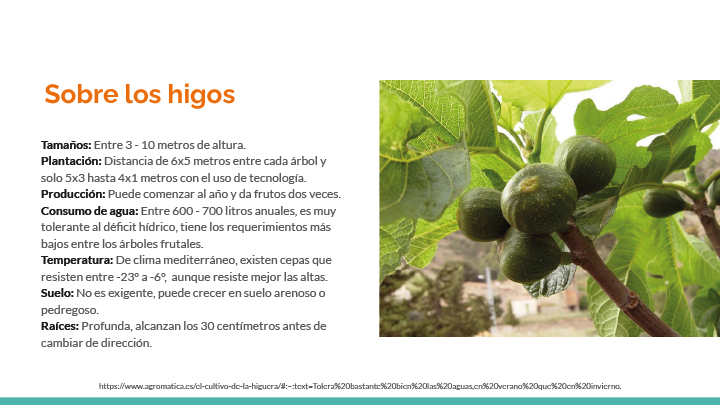 Sobre los higos
Tamaños: Entre 3 - 10 metros de altura.
Plantación: Distancia de 6x5 metros entre cada árbol y
solo 5x3 hasta 4x1 metros con el uso de tecnología.
Producción: Puede comenzar al año y da frutos dos veces.
Consumo de agua: Entre 600 - 700 litros anuales, es muy
tolerante al déficit hídrico, tiene los requerimientos más
bajos entre los árboles frutales.
Temperatura: De clima mediterráneo, existen cepas que
resisten entre -23° a -6°,  aunque resiste mejor las altas.
Suelo: No es exigente, puede crecer en suelo arenoso o
pedregoso.
Raíces: Profunda, alcanzan los 30 centímetros antes de
cambiar de dirección.
https://www.agromatica.es/el-cultivo-de-la-higuera/#:~:text=Tolera%20bastante%20bien%20las%20aguas,en%20verano%20que%20en%20invierno.